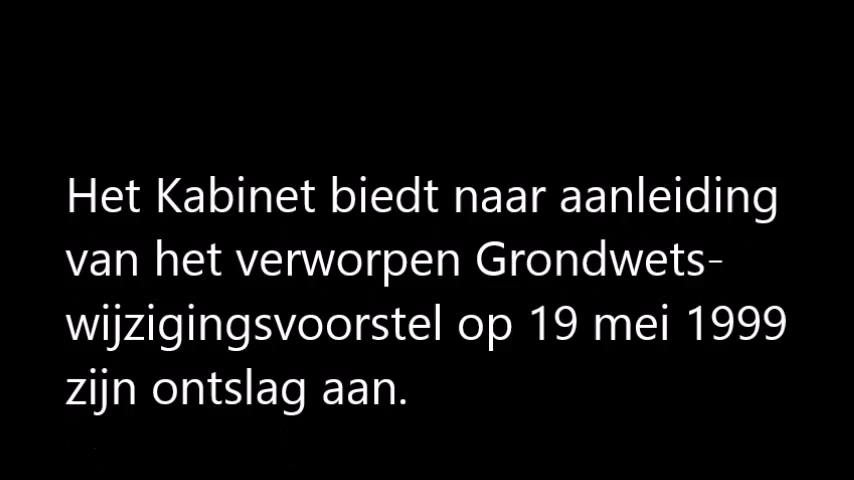 Het Kabinet biedt naar aanleiding
van het verworpen Grondwets-
wijzigingsvoorstel op 19 mei 1999
zijn ontslag aan.